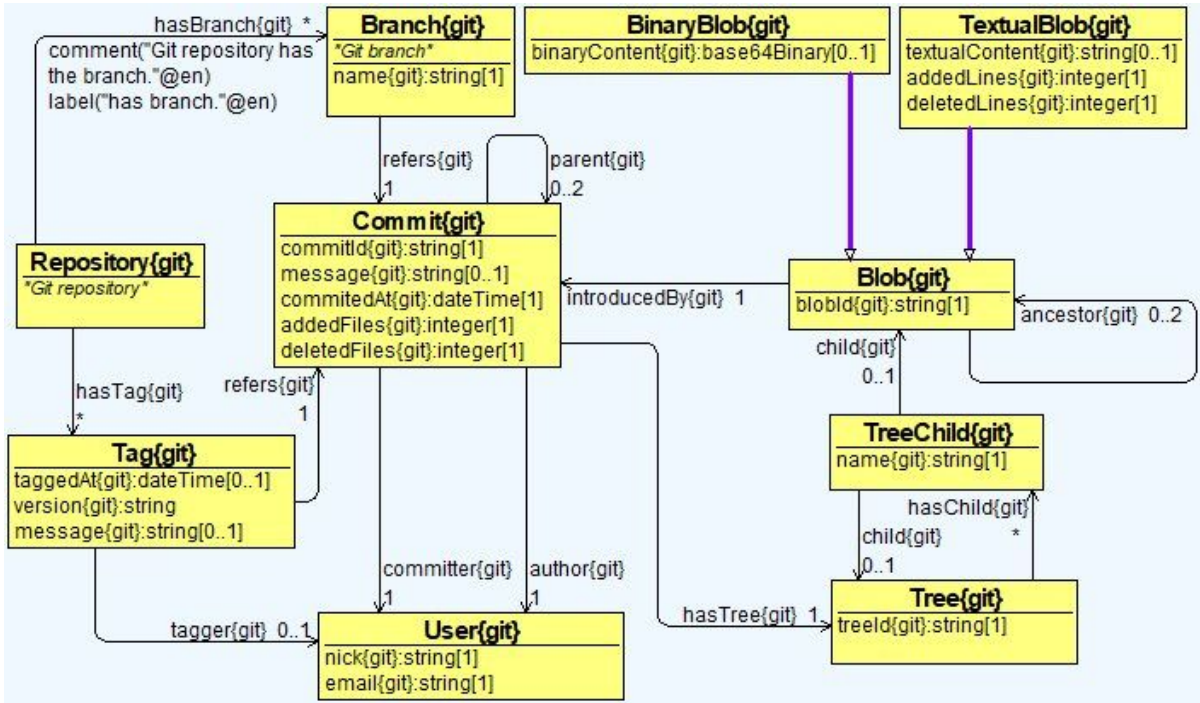 hasBranch{git} *
comment("Git repository has
the branch."@en)
label("has branch."@en)
Branch{git}
"Git branch"
name{git}:string[1]
BinaryBlob{git}
binaryContent{git}:base64Binary[0..1]
TextualBlob{git}
textualContent{git}:string[0..1]
addedLines{git}:integer[1]
deletedLines{git}:integer[1]
refers{git}
1
parent{git}
0..2
Repository{git}
"Git repository"
Commit{git}
commitId{git}:string[1]
message{git}:string[0..1]
commitedAt{git}:dateTime[1]
addedFiles{git}:integer[1]
deletedFiles{git}:integer[1]
introducedBy{git} 1
Blob{git}
blobId{git}:string[1]
ancestor{git} 0..2
child{git}
0..1
hasTag{git}
*
refers{git}
1
Tag{git}
taggedAt{git}:dateTime[0..1]
version{git}:string
message{git}:string[0..1]
TreeChild{git}
name{git}:string[1]
hasChild{git}
*
child{git}
0..1
committer{git}
1
author{git}
1
tagger{git} 0..1
User{git}
nick{git}:string[1]
email{git}:string[1]
hasTree{git} 1
Tree{git}
treeId{git}:string[1]